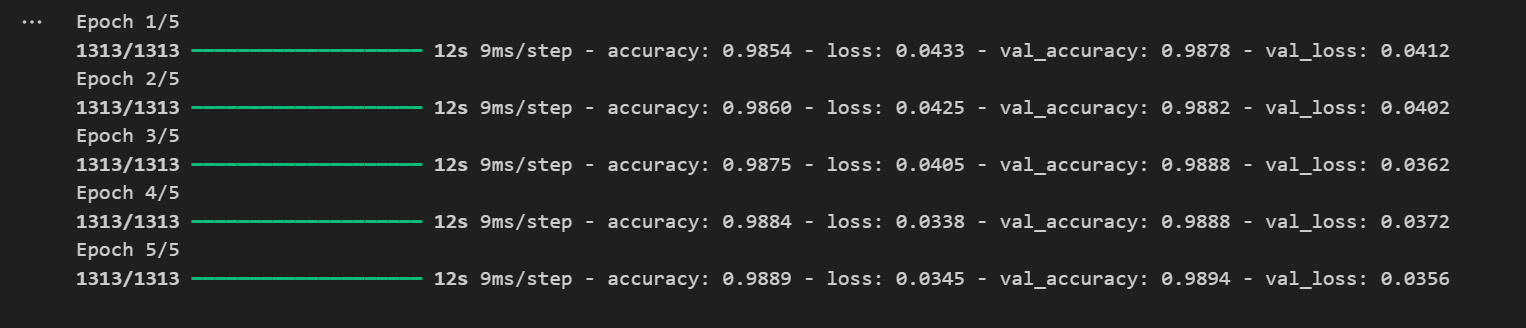 ... Epoch 1/5
1313/1313 ━━━━━━━━━━━━━━━━━━━━ 12s 9ms/step - accuracy: 0.9854 - loss: 0.0433 - val_accuracy: 0.9878 - val_loss: 0.0412
Epoch 2/5
1313/1313 ━━━━━━━━━━━━━━━━━━━━ 12s 9ms/step - accuracy: 0.9860 - loss: 0.0425 - val_accuracy: 0.9882 - val_loss: 0.0402
Epoch 3/5
1313/1313 ━━━━━━━━━━━━━━━━━━━━ 12s 9ms/step - accuracy: 0.9875 - loss: 0.0405 - val_accuracy: 0.9888 - val_loss: 0.0362
Epoch 4/5
1313/1313 ━━━━━━━━━━━━━━━━━━━━ 12s 9ms/step - accuracy: 0.9884 - loss: 0.0338 - val_accuracy: 0.9888 - val_loss: 0.0372
Epoch 5/5
1313/1313 ━━━━━━━━━━━━━━━━━━━━ 12s 9ms/step - accuracy: 0.9889 - loss: 0.0345 - val_accuracy: 0.9894 - val_loss: 0.0356